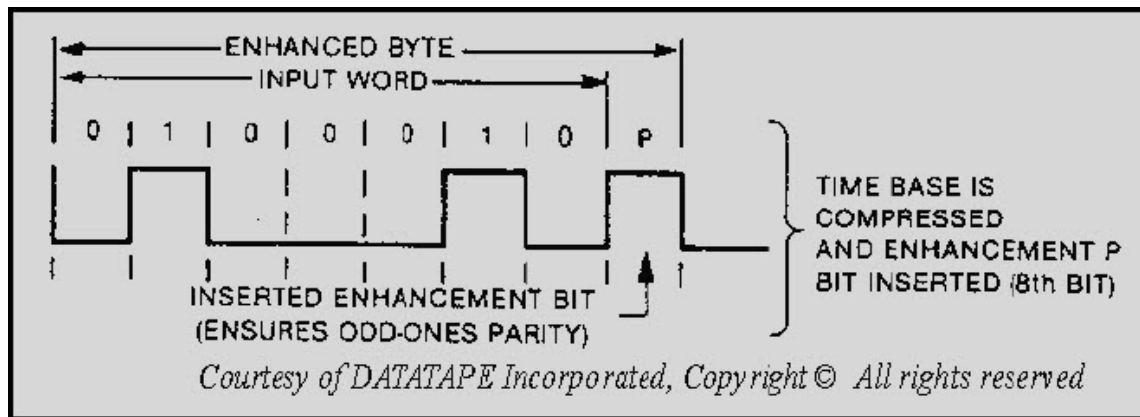 ENHANCED BYTE
INPUT WORD
0 1 0 0 0 1 0 P
TIME BASE IS
COMPRESSED
AND ENHANCEMENT P
BIT INSERTED (8th BIT)
INSERTED ENHANCEMENT BIT
(ENSURES ODD-ONES PARITY)
Courtesy of DATATAPE Incorporated, Copyright © All rights reserved